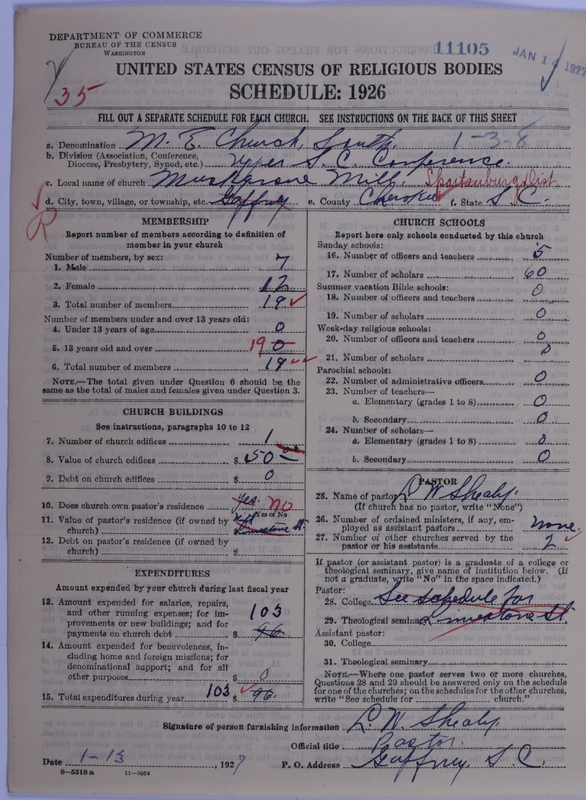 DEPARTMENT OF COMMERCE
BUREAU OF THE CENSUS
WASHINGTON
11105
JAN 1 1927
35
UNITED STATES CENSUS OF RELIGIOUS BODIES
SCHEDULE: 1926
FILL OUT A SEPARATE SCHEDULE FOR EACH CHURCH. SEE INSTRUCTIONS ON THE BACK OF THIS SHEET
a. Denomination M. E. Church, South. 1-3-8
b. Division (Association, Conference, Diocese, Presbytery, Synod, etc.) Upper S. C. Conference.
c. Local name of church Musgrove Mill. Spartanburg Dist
d. City, town, village, or township, etc. Gaffney e. County Cherokee f. State S. C.
MEMBERSHIP
Report number of members according to definition of
member in your church
Number of members, by sex:
1. Male 7
2. Female 12
3. Total number of members 19
Number of members under and over 13 years old:
4. Under 13 years of age 0
5. 13 years old and over 19 0
6. Total number of members 19
NOTE.—The total given under Question 6 should be
same as the total of males and females given under Question 3.
CHURCH BUILDINGS
See instructions, paragraphs 10 to 12
7. Number of church edifices 1
8. Value of church edifices $ 50
9. Debt on church edifices $ 0
10. Does church own pastor's residence Yes. no
Yes or No
11. Value of pastor's residence (if owned by
church) $ Limestone St
12. Debt on pastor's residence (if owned by
church) $
EXPENDITURES
Amount expended by your church during last fiscal year
13. Amount expended for salaries, repairs,
and other running expenses; for im-
provements or new buildings; and for
payments on church debt $ 103 96
14. Amount expended for benevolences, in-
cluding home and foreign missions; for
denominational support; and for all
other purposes $ 0
15. Total expenditures during year 103 $ 96.
CHURCH SCHOOLS
Report here only schools conducted by this church
Sunday schools:
16. Number of officers and teachers 5
17. Number of scholars 60
Summer vacation Bible schools:
18. Number of officers and teachers 0
19. Number of scholars 0
Week-day religious schools:
20. Number of officers and teachers 0
21. Number of scholars 0
Parochial schools:
22. Number of administrative officers 0
23. Number of teachers—
a. Elementary (grades 1 to 8) 0
b. Secondary 0
24. Number of scholars—
a. Elementary (grades 1 to 8) 0
b. Secondary 0
PASTOR
25. Name of pastor L. W. Shealy.
(If church has no pastor, write "None")
26. Number of ordained ministers, if any, em-
ployed as assistant pastors none
27. Number of other churches served by the
pastor or his assistants 2
If pastor (or assistant pastor) is a graduate of a college or
theological seminary, give name of institution below. (If
not a graduate, write "No" in the space indicated.)
Pastor:
28. College See schedule for
29. Theological seminary Limestone St.
Assistant pastor:
30. College
31. Theological seminary
NOTE.—Where one pastor serves two or more churches,
Questions 28 and 29 should be answered only on the schedule
for one of the churches; on the schedules for the other churches,
write "See schedule for church."
Signature of person furnishing information L. W. Shealy
Official title Pastor.
Date 1-13, 1927 P. O. Address Gaffney. S. C.
8-5518 a